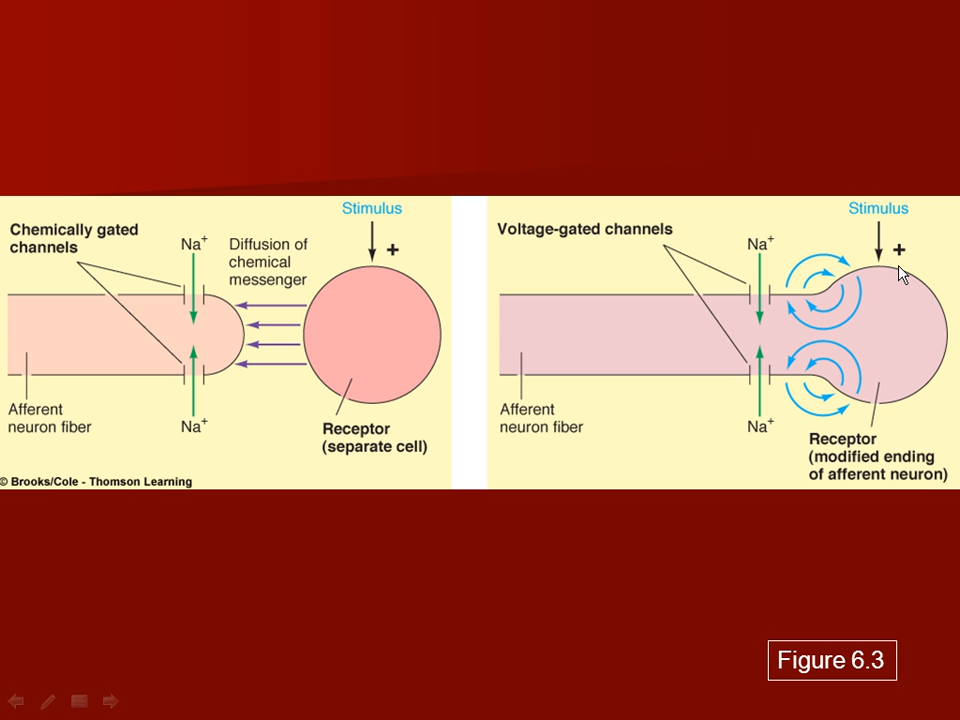 Stimulus
Chemically gated
channels
Na+
Diffusion of
chemical
messenger
+
Afferent
neuron fiber
Na+
Receptor
(separate cell)
© Brooks/Cole - Thomson Learning
Stimulus
Voltage-gated channels
Na+
+
Afferent
neuron fiber
Na+
Receptor
(modified ending
of afferent neuron)
Figure 6.3